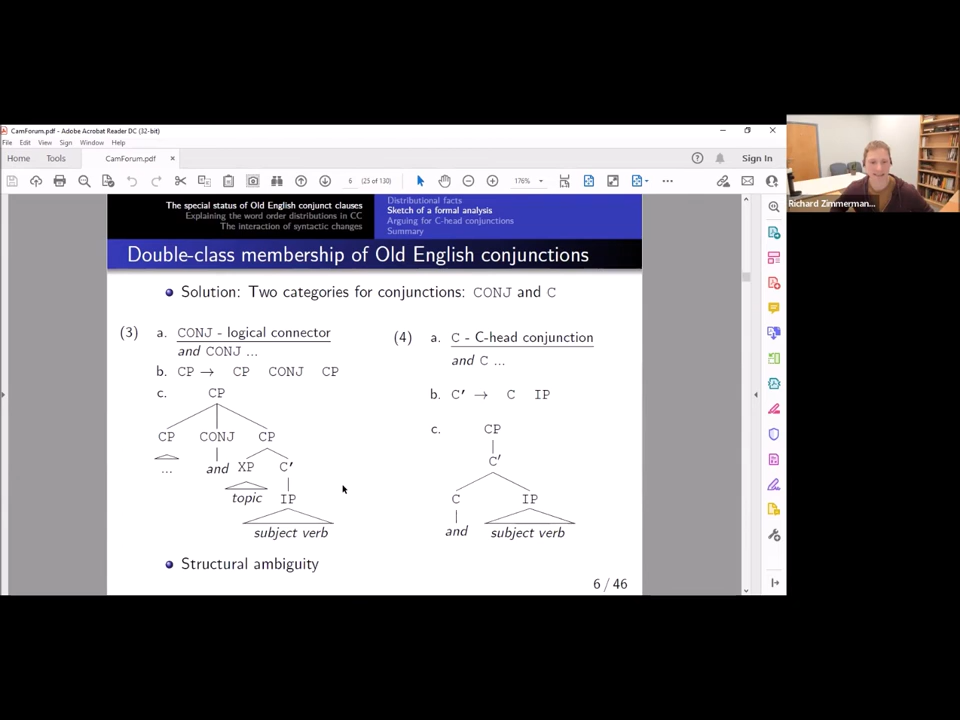 CamForum.pdf - Adobe Acrobat Reader DC (32-bit)
File Edit View Sign Window Help
Home Tools CamForum.pdf × Sign In
6 (25 of 130) 176%
The special status of Old English conjunct clauses
Explaining the word order distributions in CC
The interaction of syntactic changes
Distributional facts
Sketch of a formal analysis
Arguing for C-head conjunctions
Summary
Double-class membership of Old English conjunctions
Solution: Two categories for conjunctions: CONJ and C
(3) a. CONJ - logical connector
and CONJ ...
b. CP → CP CONJ CP
c. CP
CP CONJ CP
... and XP C′
topic IP
subject verb
(4) a. C - C-head conjunction
and C ...
b. C′ → C IP
c. CP
C′
C IP
and subject verb
Structural ambiguity
6 / 46
Richard Zimmerman...